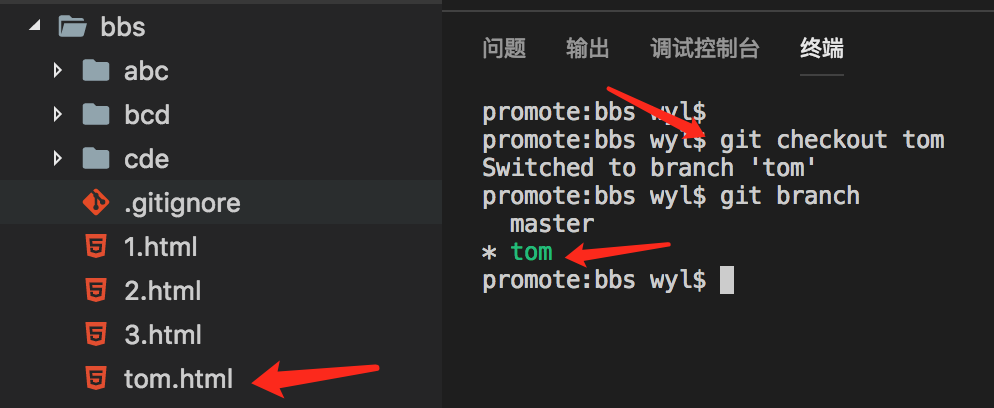 bbs
abc
bcd
cde
.gitignore
1.html
2.html
3.html
tom.html
问题 输出 调试控制台 终端
promote:bbs wyl$
promote:bbs wyl$ git checkout tom
Switched to branch 'tom'
promote:bbs wyl$ git branch
master
* tom
promote:bbs wyl$